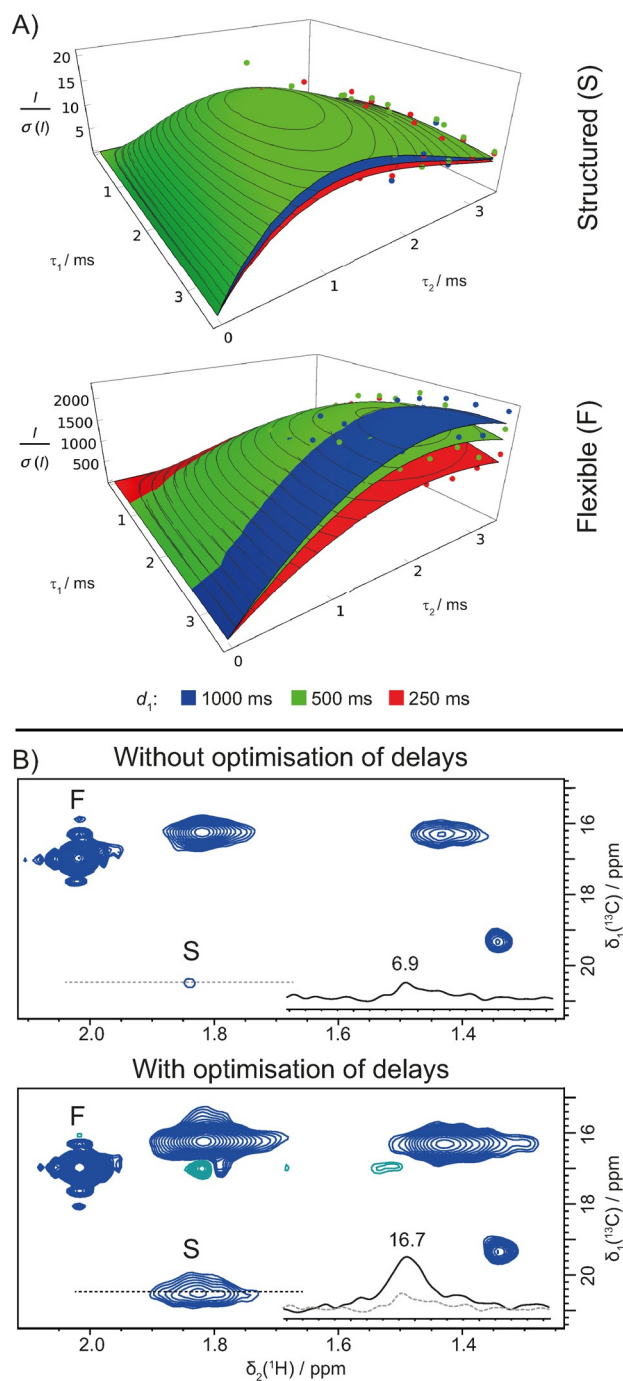 A)
20
15
10
5
I
σ(I)
1
2
3
τ1 / ms
0
1
2
3
τ2 / ms
Structured (S)
2000
1500
1000
500
I
σ(I)
1
2
3
τ1 / ms
0
1
2
3
τ2 / ms
Flexible (F)
d1: 1000 ms 500 ms 250 ms
B)
Without optimisation of delays
F
S
6.9
16
18
20
δ1(¹³C) / ppm
2.0 1.8 1.6 1.4
With optimisation of delays
F
S
16.7
16
18
20
δ1(¹³C) / ppm
2.0 1.8 1.6 1.4
δ2(¹H) / ppm